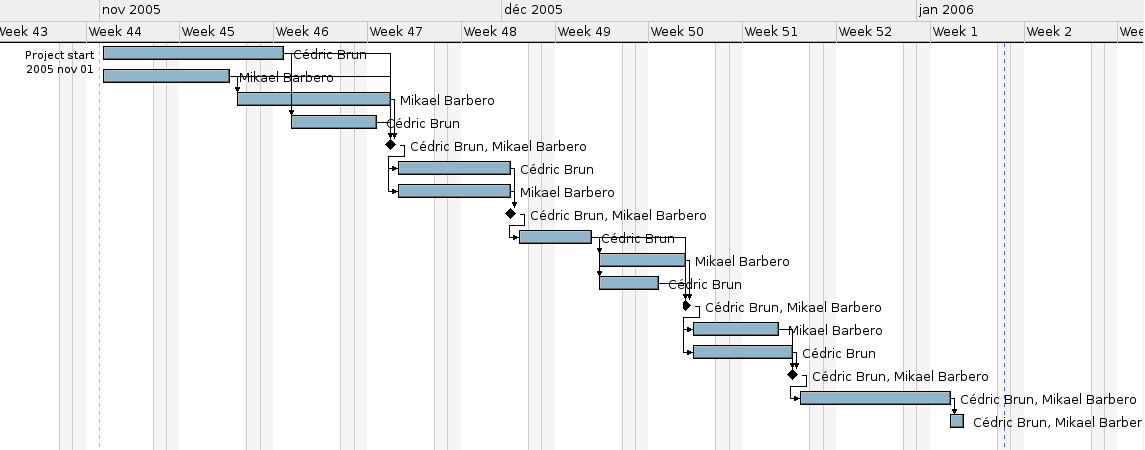 nov 2005 déc 2005 jan 2006
Week 43 Week 44 Week 45 Week 46 Week 47 Week 48 Week 49 Week 50 Week 51 Week 52 Week 1 Week 2 Wee
Project start
2005 nov 01
Cédric Brun
Mikael Barbero
Mikael Barbero
Cédric Brun
Cédric Brun, Mikael Barbero
Cédric Brun
Mikael Barbero
Cédric Brun, Mikael Barbero
Cédric Brun
Mikael Barbero
Cédric Brun
Cédric Brun, Mikael Barbero
Mikael Barbero
Cédric Brun
Cédric Brun, Mikael Barbero
Cédric Brun, Mikael Barbero
Cédric Brun, Mikael Barber